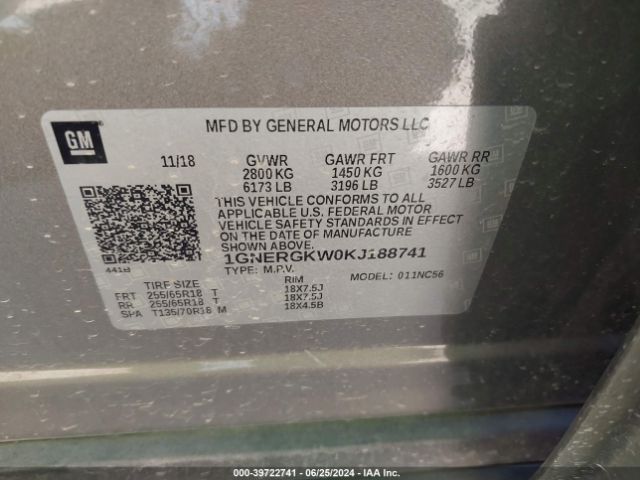 GM
MFD BY GENERAL MOTORS LLC
11/18 GVWR GAWR FRT GAWR RR
2800 KG 1450 KG 1600 KG
6173 LB 3196 LB 3527 LB
THIS VEHICLE CONFORMS TO ALL
APPLICABLE U.S. FEDERAL MOTOR
VEHICLE SAFETY STANDARDS IN EFFECT
ON THE DATE OF MANUFACTURE
SHOWN ABOVE.
1GNERGKW0KJ188741
TYPE: M.P.V. MODEL: 011NC56
TIRE SIZE RIM
FRT 255/65R18 T 18X7.5J
RR 255/65R18 T 18X7.5J
SPA T135/70R18 M 18X4.5B
000-39722741 - 06/25/2024 - IAA Inc.